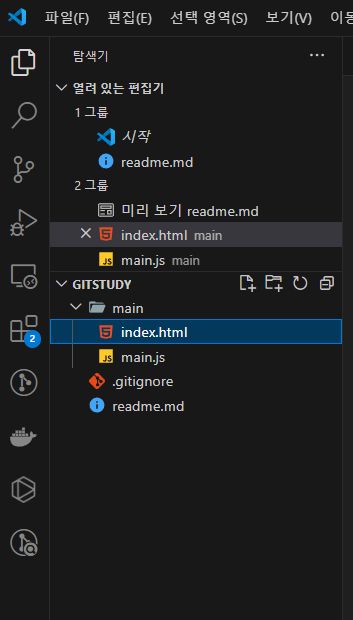 파일(F) 편집(E) 선택 영역(S) 보기(V) 이동
탐색기
열려 있는 편집기
1 그룹
시작
readme.md
2 그룹
미리 보기 readme.md
index.html main
main.js main
GITSTUDY
main
index.html
main.js
.gitignore
readme.md
2